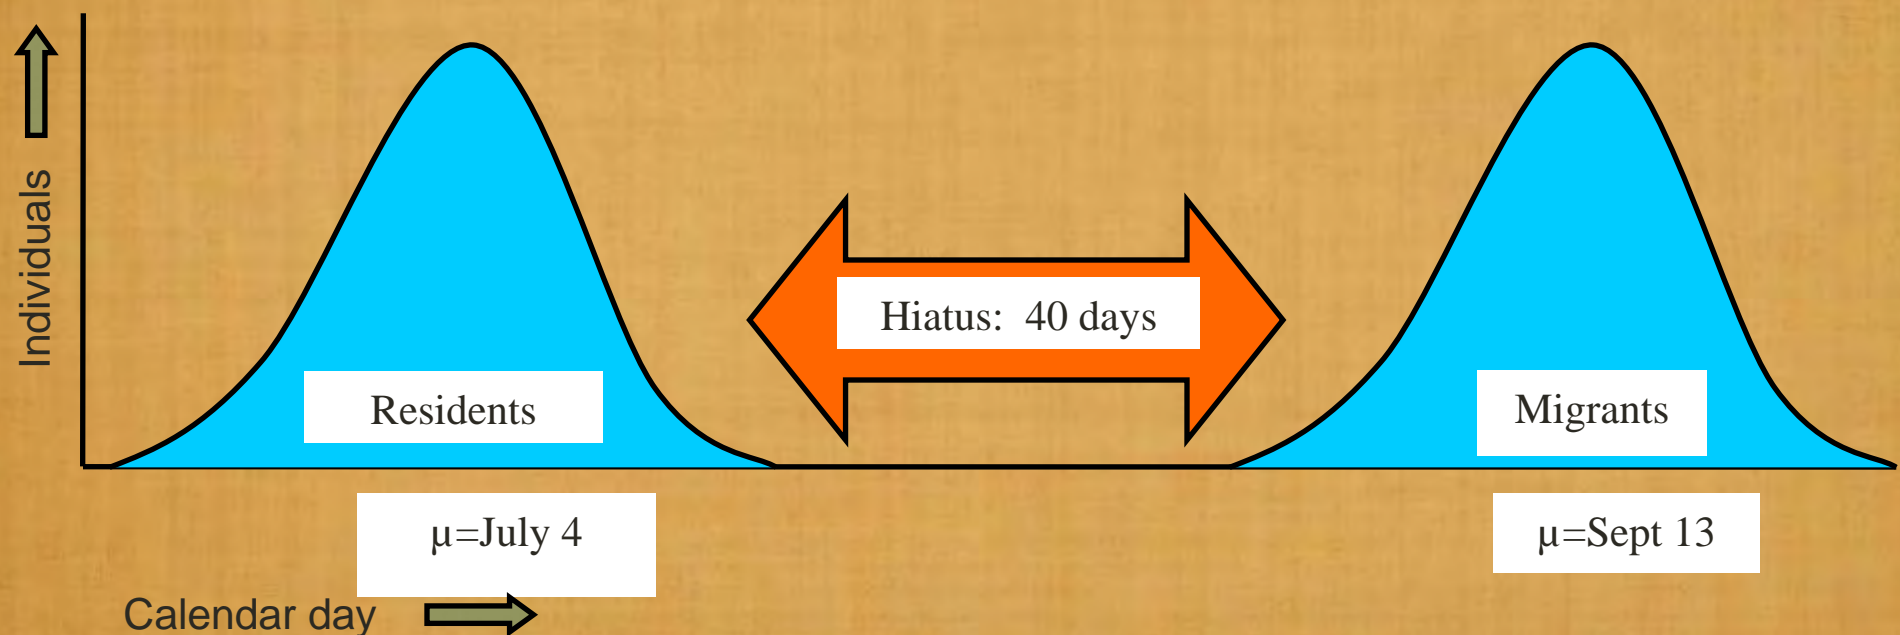 Individuals
Hiatus:  40 days
Residents
Migrants
µ=July 4
µ=Sept 13
Calendar day